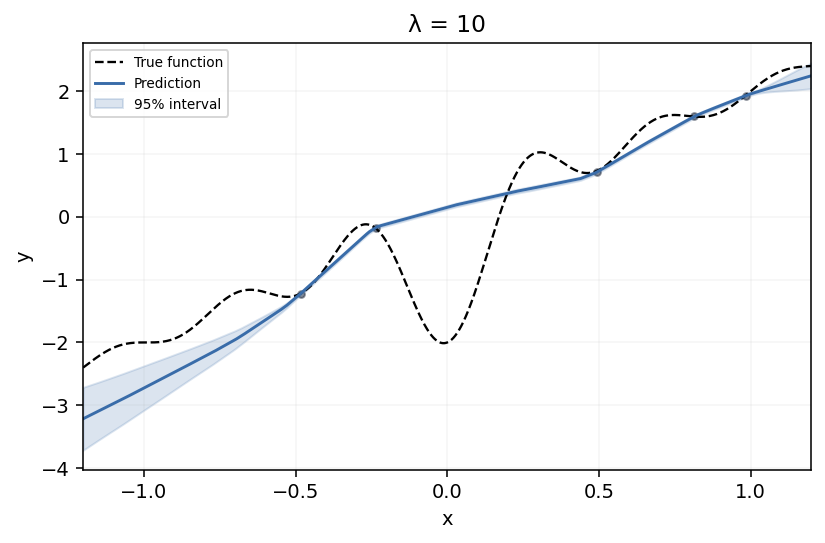 λ = 10
True function
Prediction
95% interval
y
2
1
0
−1
−2
−3
−4
−1.0 −0.5 0.0 0.5 1.0
x